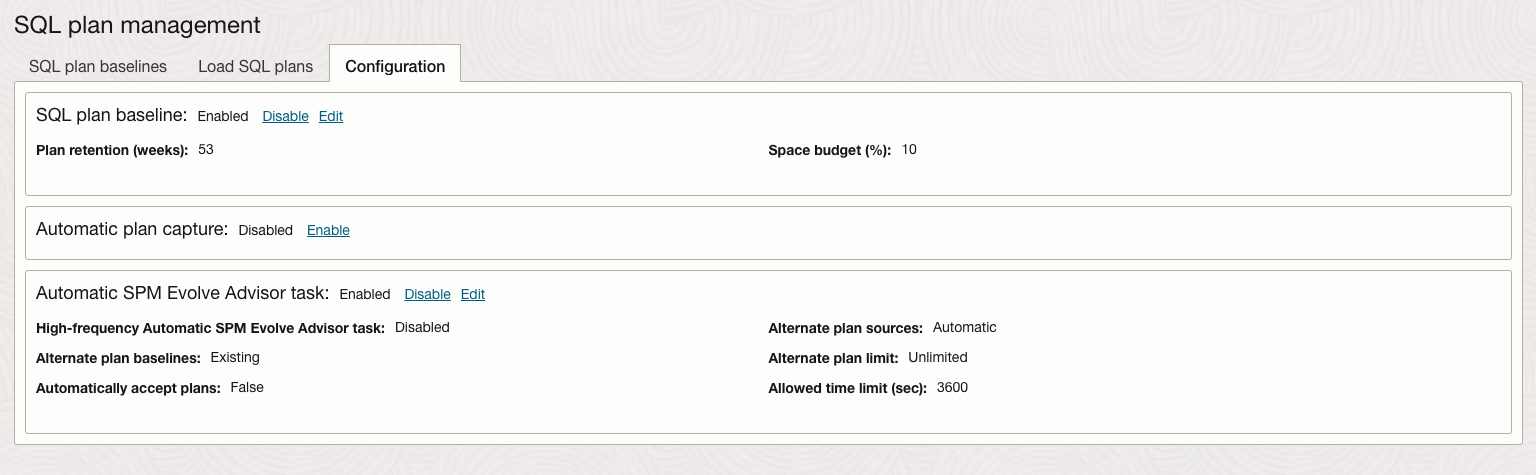 SQL plan management
SQL plan baselines Load SQL plans Configuration
SQL plan baseline: Enabled Disable Edit
Plan retention (weeks): 53 Space budget (%): 10
Automatic plan capture: Disabled Enable
Automatic SPM Evolve Advisor task: Enabled Disable Edit
High-frequency Automatic SPM Evolve Advisor task: Disabled Alternate plan sources: Automatic
Alternate plan baselines: Existing Alternate plan limit: Unlimited
Automatically accept plans: False Allowed time limit (sec): 3600